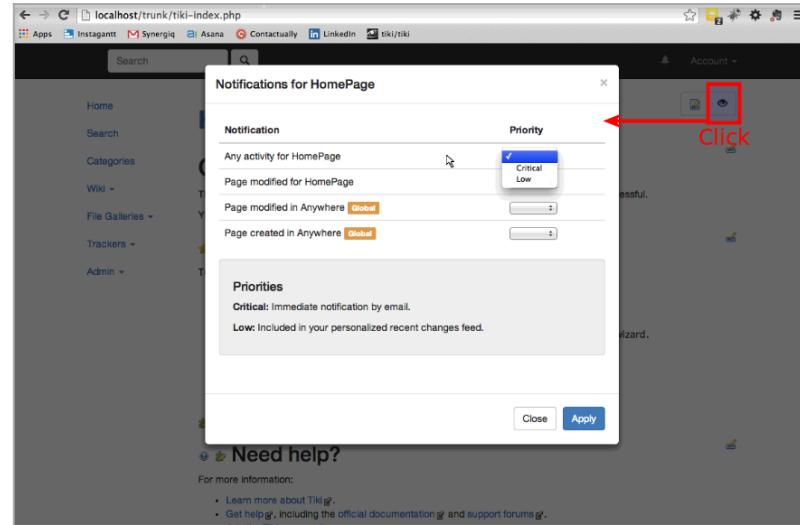 localhost/trunk/tiki-index.php
Apps Instagantt Synergiq Asana Contactually LinkedIn tiki/tiki
Search Account
Notifications for HomePage ×
Home
Search
Categories
Wiki
File Galleries
Trackers
Admin
Click
Notification Priority
Any activity for HomePage
Critical
Low
Page modified for HomePage
Page modified in Anywhere Global
Page created in Anywhere Global
essful.
Priorities
Critical: Immediate notification by email.
Low: Included in your personalized recent changes feed.
wizard.
Close Apply
Need help?
For more information:
Learn more about Tiki.
Get help, including the official documentation and support forums.